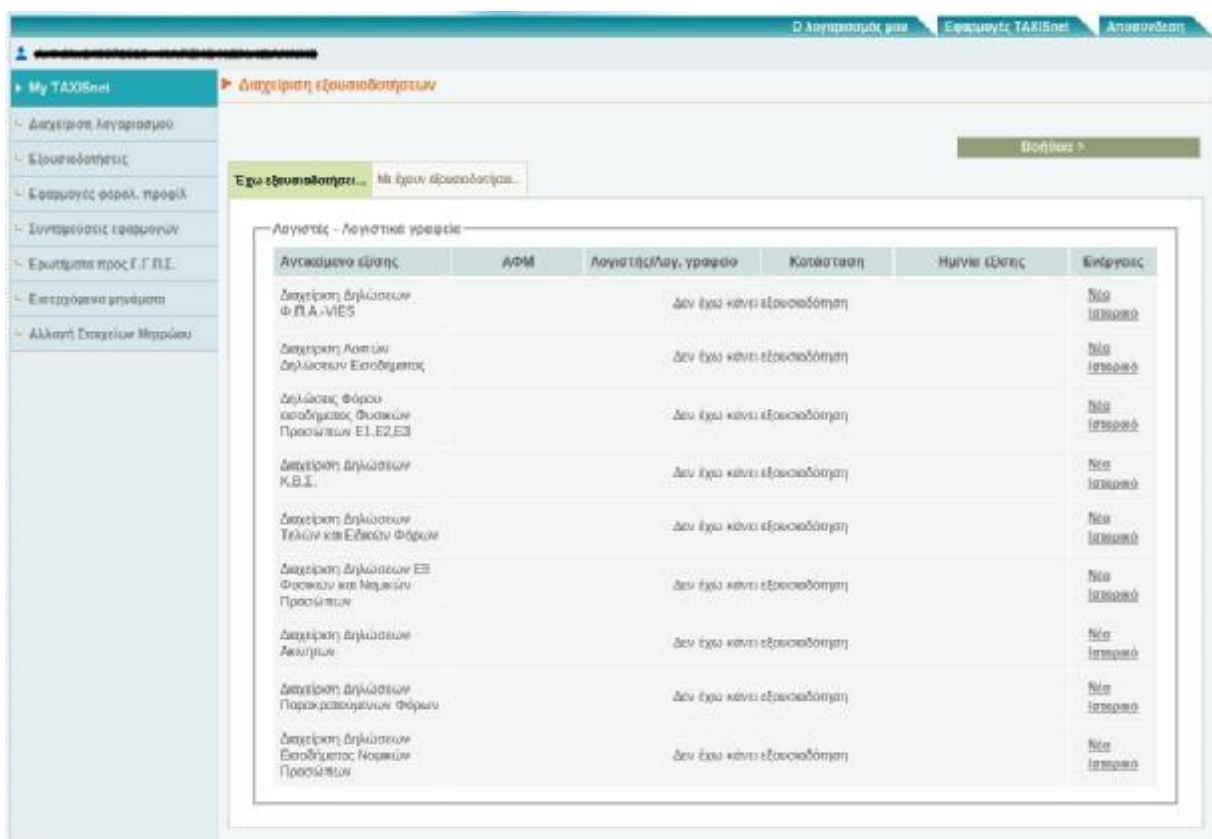 Ο λογαριασμός μου Εφαρμογές TAXISnet Αποσύνδεση
My TAXISnet
Διαχείριση εξουσιοδοτήσεων
Διαχείριση λογαριασμού
Βοήθεια >
Εξουσιοδοτήσεις
Έχω εξουσιοδοτήσει... Με έχουν εξουσιοδοτήσει...
Εφαρμογές φορολ. προφίλ
Συντομεύσεις εφαρμογών
Λογιστές - Λογιστικά γραφεία
Ερωτήματα προς Γ.Γ.Π.Σ.
Αντικείμενο εξ/σης ΑΦΜ Λογιστής/Λογ. γραφείο Κατάσταση Ημ/νία εξ/σης Ενέργειες
Εισερχόμενα μηνύματα
Αλλαγή Στοιχείων Μητρώου
Διαχείριση Δηλώσεων
Φ.Π.Α.-VIES
Δεν έχω κάνει εξουσιοδότηση
Νέα
Ιστορικό
Διαχείριση Λοιπών
Δηλώσεων Εισοδήματος
Δεν έχω κάνει εξουσιοδότηση
Νέα
Ιστορικό
Δηλώσεις Φόρου
εισοδήματος Φυσικών
Προσώπων Ε1,Ε2,Ε3
Δεν έχω κάνει εξουσιοδότηση
Νέα
Ιστορικό
Διαχείριση Δηλώσεων
Κ.Β.Σ.
Δεν έχω κάνει εξουσιοδότηση
Νέα
Ιστορικό
Διαχείριση Δηλώσεων
Τελών και Ειδικών Φόρων
Δεν έχω κάνει εξουσιοδότηση
Νέα
Ιστορικό
Διαχείριση Δηλώσεων Ε9
Φυσικών και Νομικών
Προσώπων
Δεν έχω κάνει εξουσιοδότηση
Νέα
Ιστορικό
Διαχείριση Δηλώσεων
Ακινήτων
Δεν έχω κάνει εξουσιοδότηση
Νέα
Ιστορικό
Διαχείριση Δηλώσεων
Παρακρατούμενων Φόρων
Δεν έχω κάνει εξουσιοδότηση
Νέα
Ιστορικό
Διαχείριση Δηλώσεων
Εισοδήματος Νομικών
Προσώπων
Δεν έχω κάνει εξουσιοδότηση
Νέα
Ιστορικό